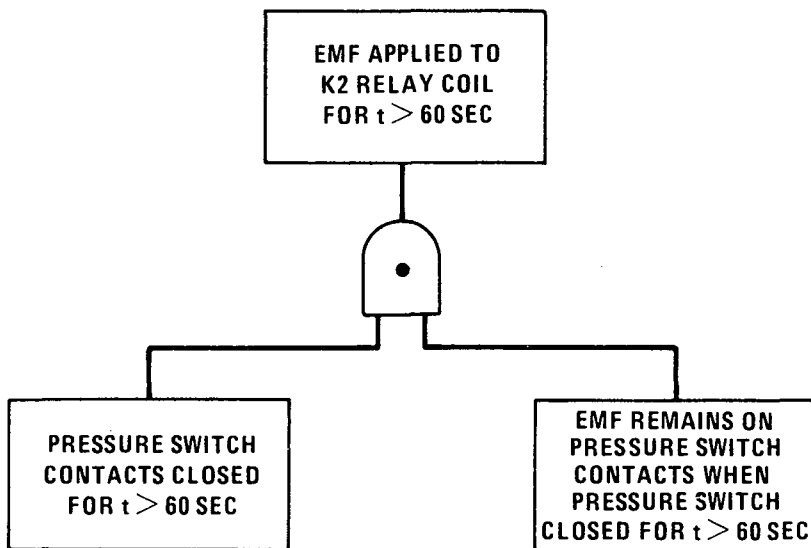 EMF APPLIED TO
K2 RELAY COIL
FOR t > 60 SEC
PRESSURE SWITCH
CONTACTS CLOSED
FOR t > 60 SEC
EMF REMAINS ON
PRESSURE SWITCH
CONTACTS WHEN
PRESSURE SWITCH
CLOSED FOR t > 60 SEC